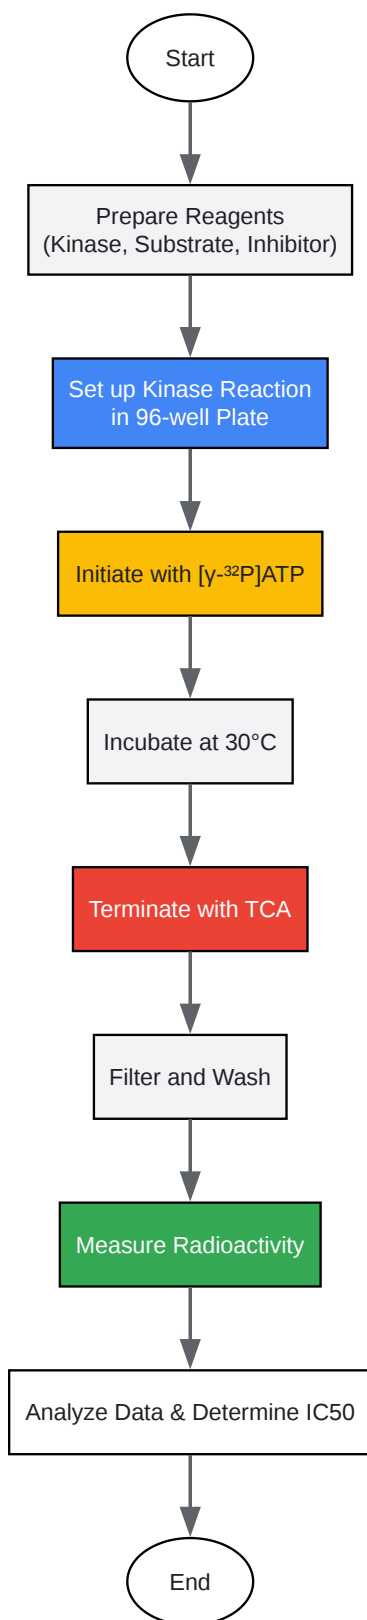 Start
Prepare Reagents
(Kinase, Substrate, Inhibitor)
Set up Kinase Reaction
in 96-well Plate
Initiate with [γ-³²P]ATP
Incubate at 30°C
Terminate with TCA
Filter and Wash
Measure Radioactivity
Analyze Data & Determine IC50
End